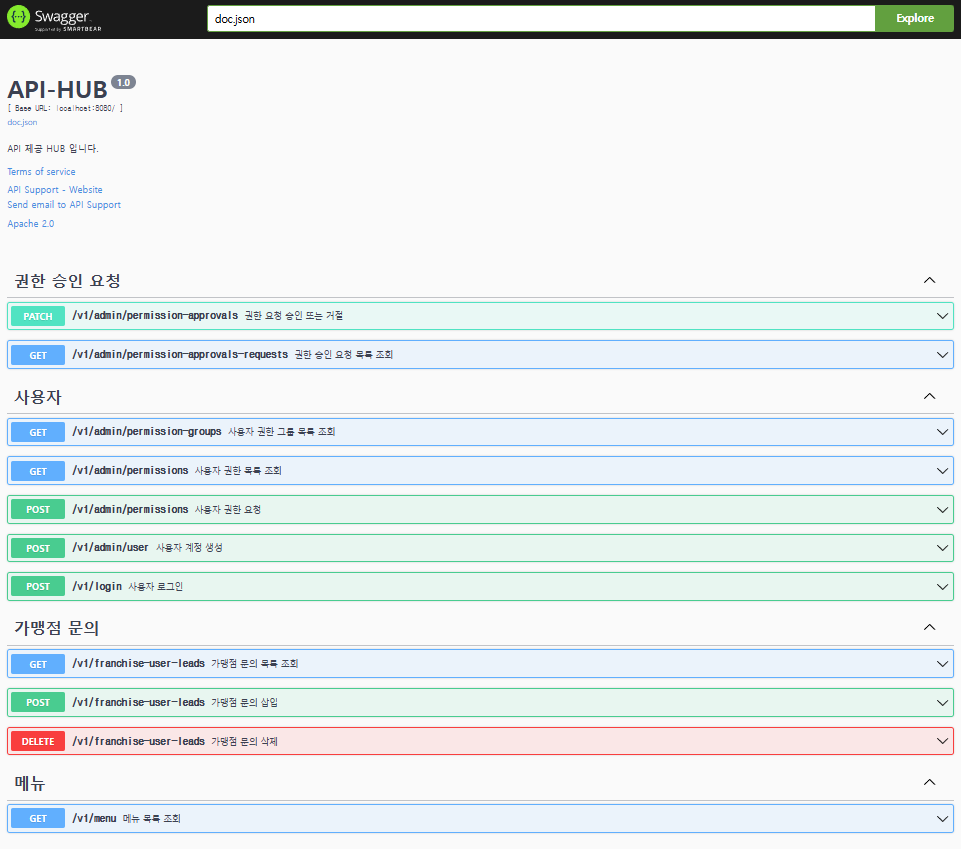 Swagger
Supported by SMARTBEAR
doc.json
Explore
API-HUB 1.0
[ Base URL: localhost:8080/ ]
doc.json
API 제공 HUB 입니다.
Terms of service
API Support - Website
Send email to API Support
Apache 2.0
권한 승인 요청
PATCH /v1/admin/permission-approvals 권한 요청 승인 또는 거절
GET /v1/admin/permission-approvals-requests 권한 승인 요청 목록 조회
사용자
GET /v1/admin/permission-groups 사용자 권한 그룹 목록 조회
GET /v1/admin/permissions 사용자 권한 목록 조회
POST /v1/admin/permissions 사용자 권한 요청
POST /v1/admin/user 사용자 계정 생성
POST /v1/login 사용자 로그인
가맹점 문의
GET /v1/franchise-user-leads 가맹점 문의 목록 조회
POST /v1/franchise-user-leads 가맹점 문의 삽입
DELETE /v1/franchise-user-leads 가맹점 문의 삭제
메뉴
GET /v1/menu 메뉴 목록 조회